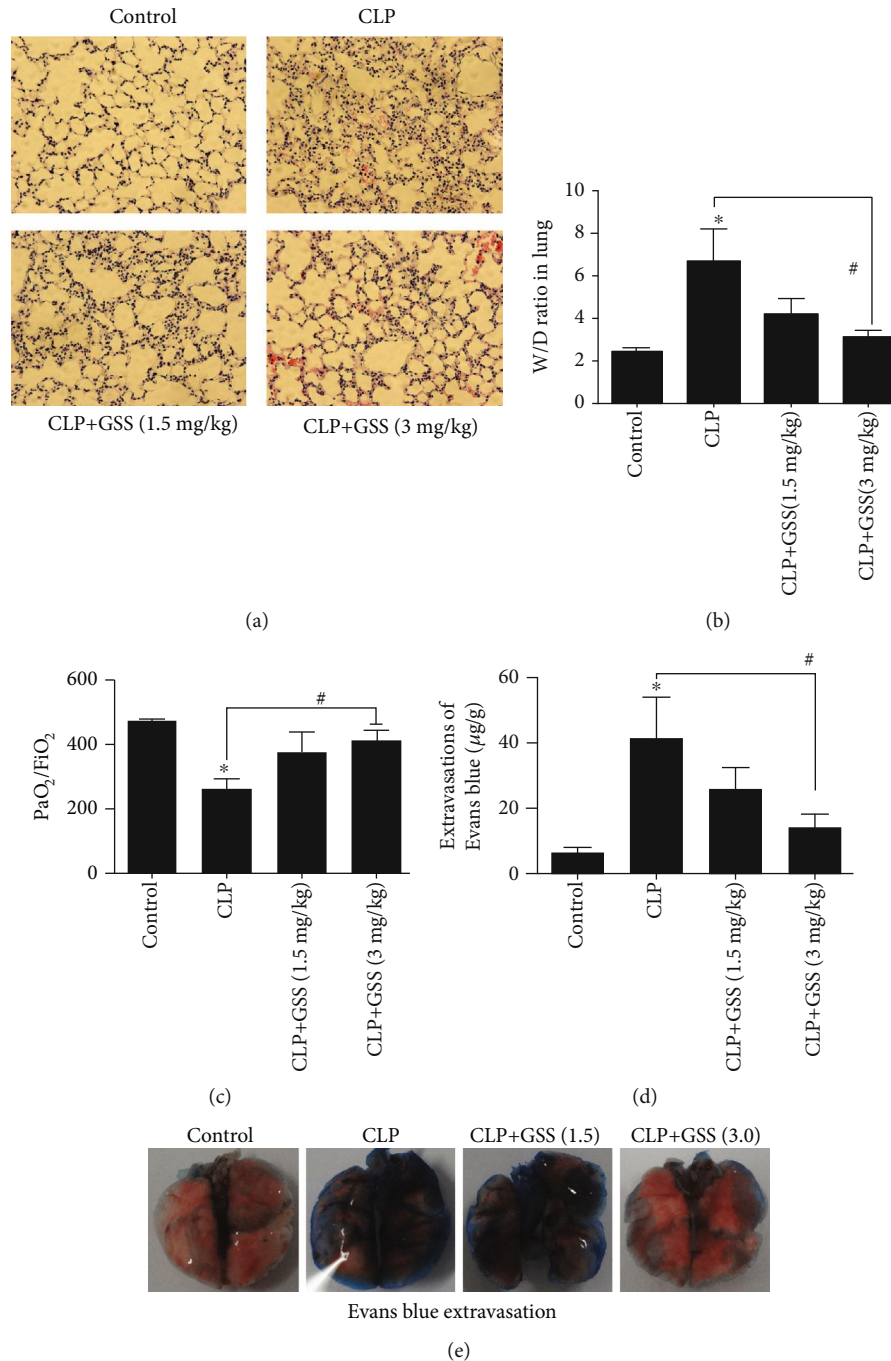 Control CLP
CLP+GSS (1.5 mg/kg) CLP+GSS (3 mg/kg)
(a)
W/D ratio in lung
10
8
6
4
2
0
*
#
Control
CLP
CLP+GSS(1.5 mg/kg)
CLP+GSS(3 mg/kg)
(b)
PaO2/FiO2
600
400
200
0
*
#
Control
CLP
CLP+GSS (1.5 mg/kg)
CLP+GSS (3 mg/kg)
(c)
Extravasations of
Evans blue (μg/g)
60
40
20
0
*
#
Control
CLP
CLP+GSS (1.5 mg/kg)
CLP+GSS (3 mg/kg)
(d)
Control CLP CLP+GSS (1.5) CLP+GSS (3.0)
Evans blue extravasation
(e)